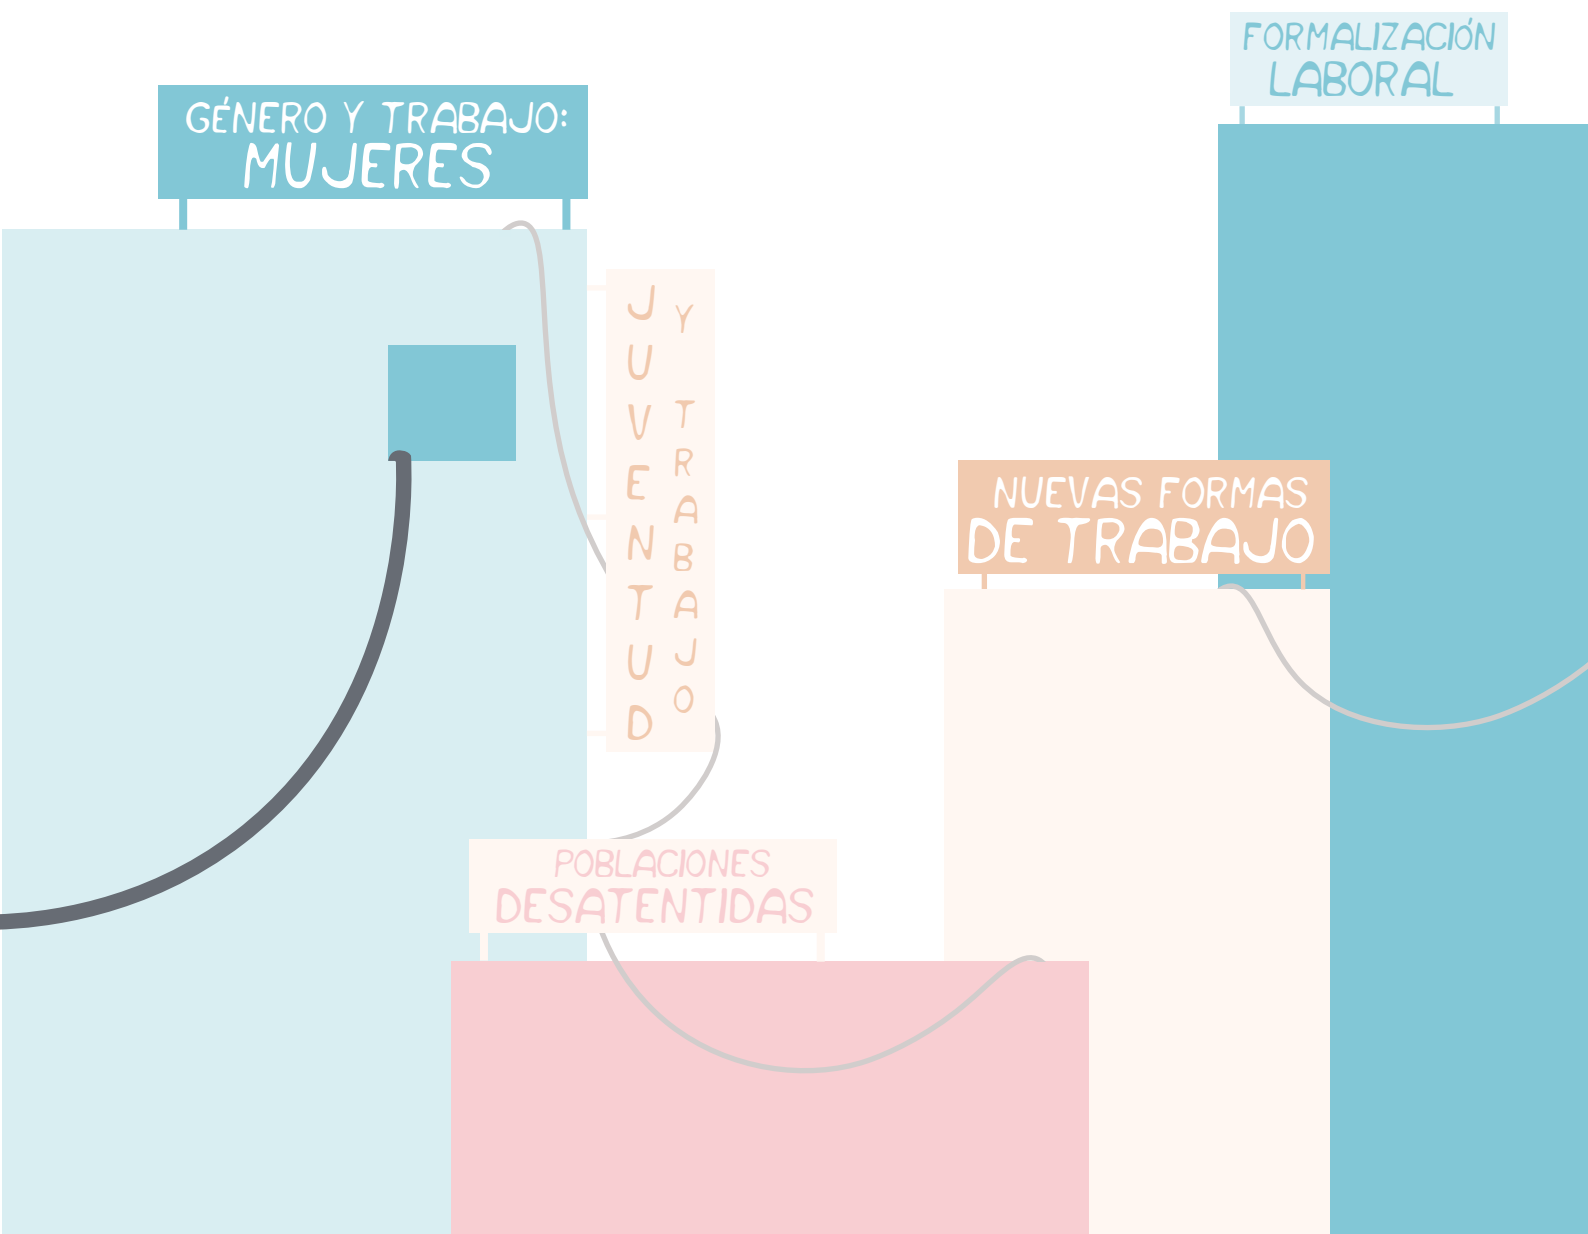 FORMALIZACIÓN
LABORAL
GÉNERO Y TRABAJO:
MUJERES
JUVENTUD
Y TRABAJO
NUEVAS FORMAS
DE TRABAJO
POBLACIONES
DESATENTIDAS